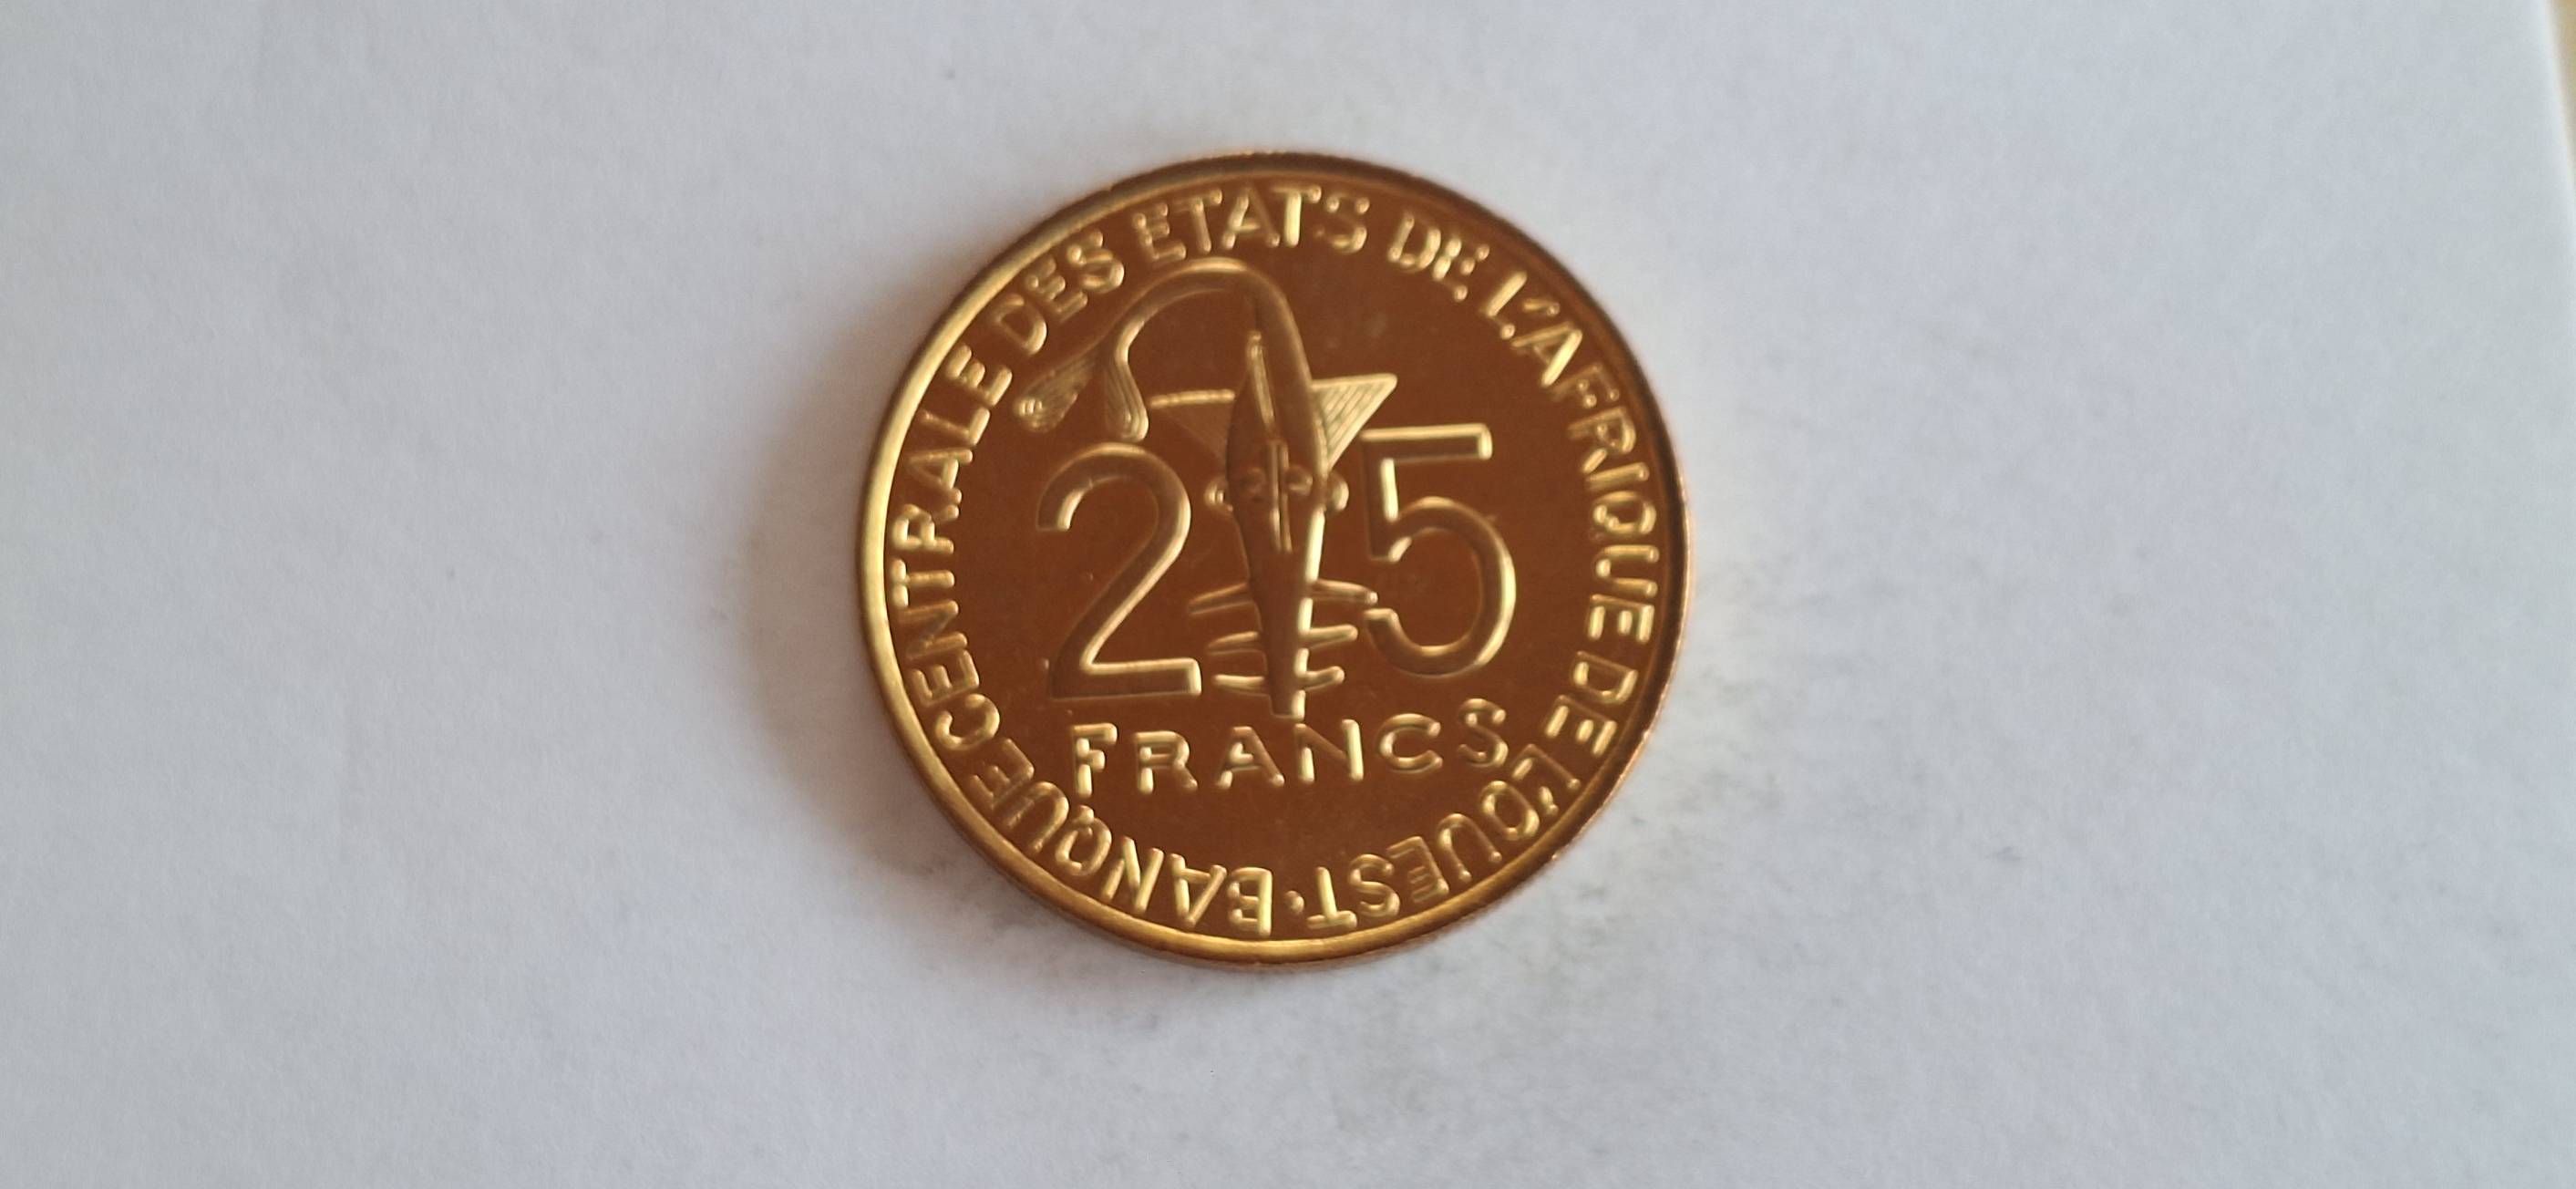 BANQUE CENTRALE DES ETATS DE L'AFRIQUE DE L'OUEST·
25
FRANCS